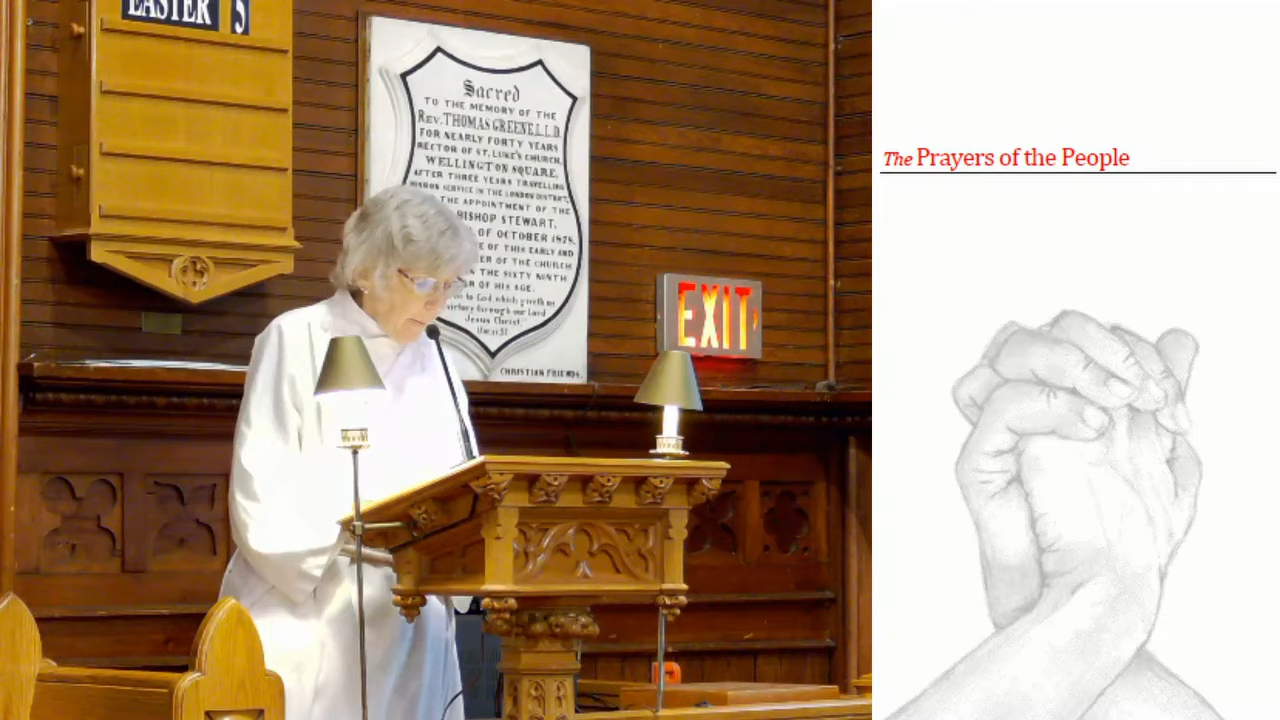 EASTER 5
Sacred
TO THE MEMORY OF THE
REV. THOMAS GREENE, L.L.D.
FOR NEARLY FORTY YEARS
RECTOR OF ST. LUKE'S CHURCH,
WELLINGTON SQUARE,
AFTER THREE YEARS TRAVELLING
SERVICE IN THE LONDON DISTRICT,
THE APPOINTMENT OF THE
BISHOP STEWART,
OF OCTOBER 1878,
OF THIS EARLY AND
OF THE CHURCH
THE SIXTY NINTH
OF HIS AGE.
to God, which giveth us
victory through our Lord
Jesus Christ
CHRISTIAN FRIENDS.
EXIT
The Prayers of the People